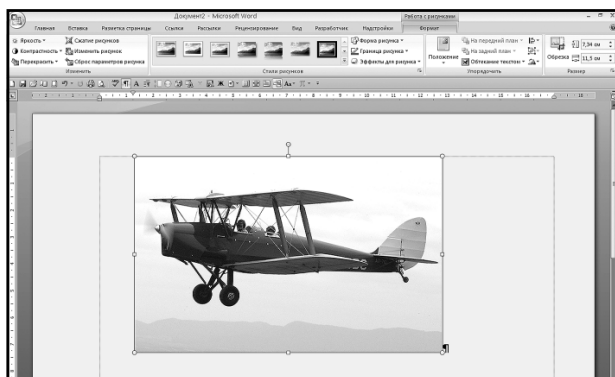 Документ2 - Microsoft Word
Работа с рисунками
Главная Вставка Разметка страницы Ссылки Рассылки Рецензирование Вид Разработчик Надстройки Формат
Яркость Сжатие рисунков Форма рисунка На передний план 7,94 см
Контрастность Изменить рисунок Граница рисунка Положение На задний план Обрезка 11,5 см
Перекрасить Сброс параметров рисунка Эффекты для рисунка Обтекание текстом
Изменить Стили рисунков Упорядочить Размер